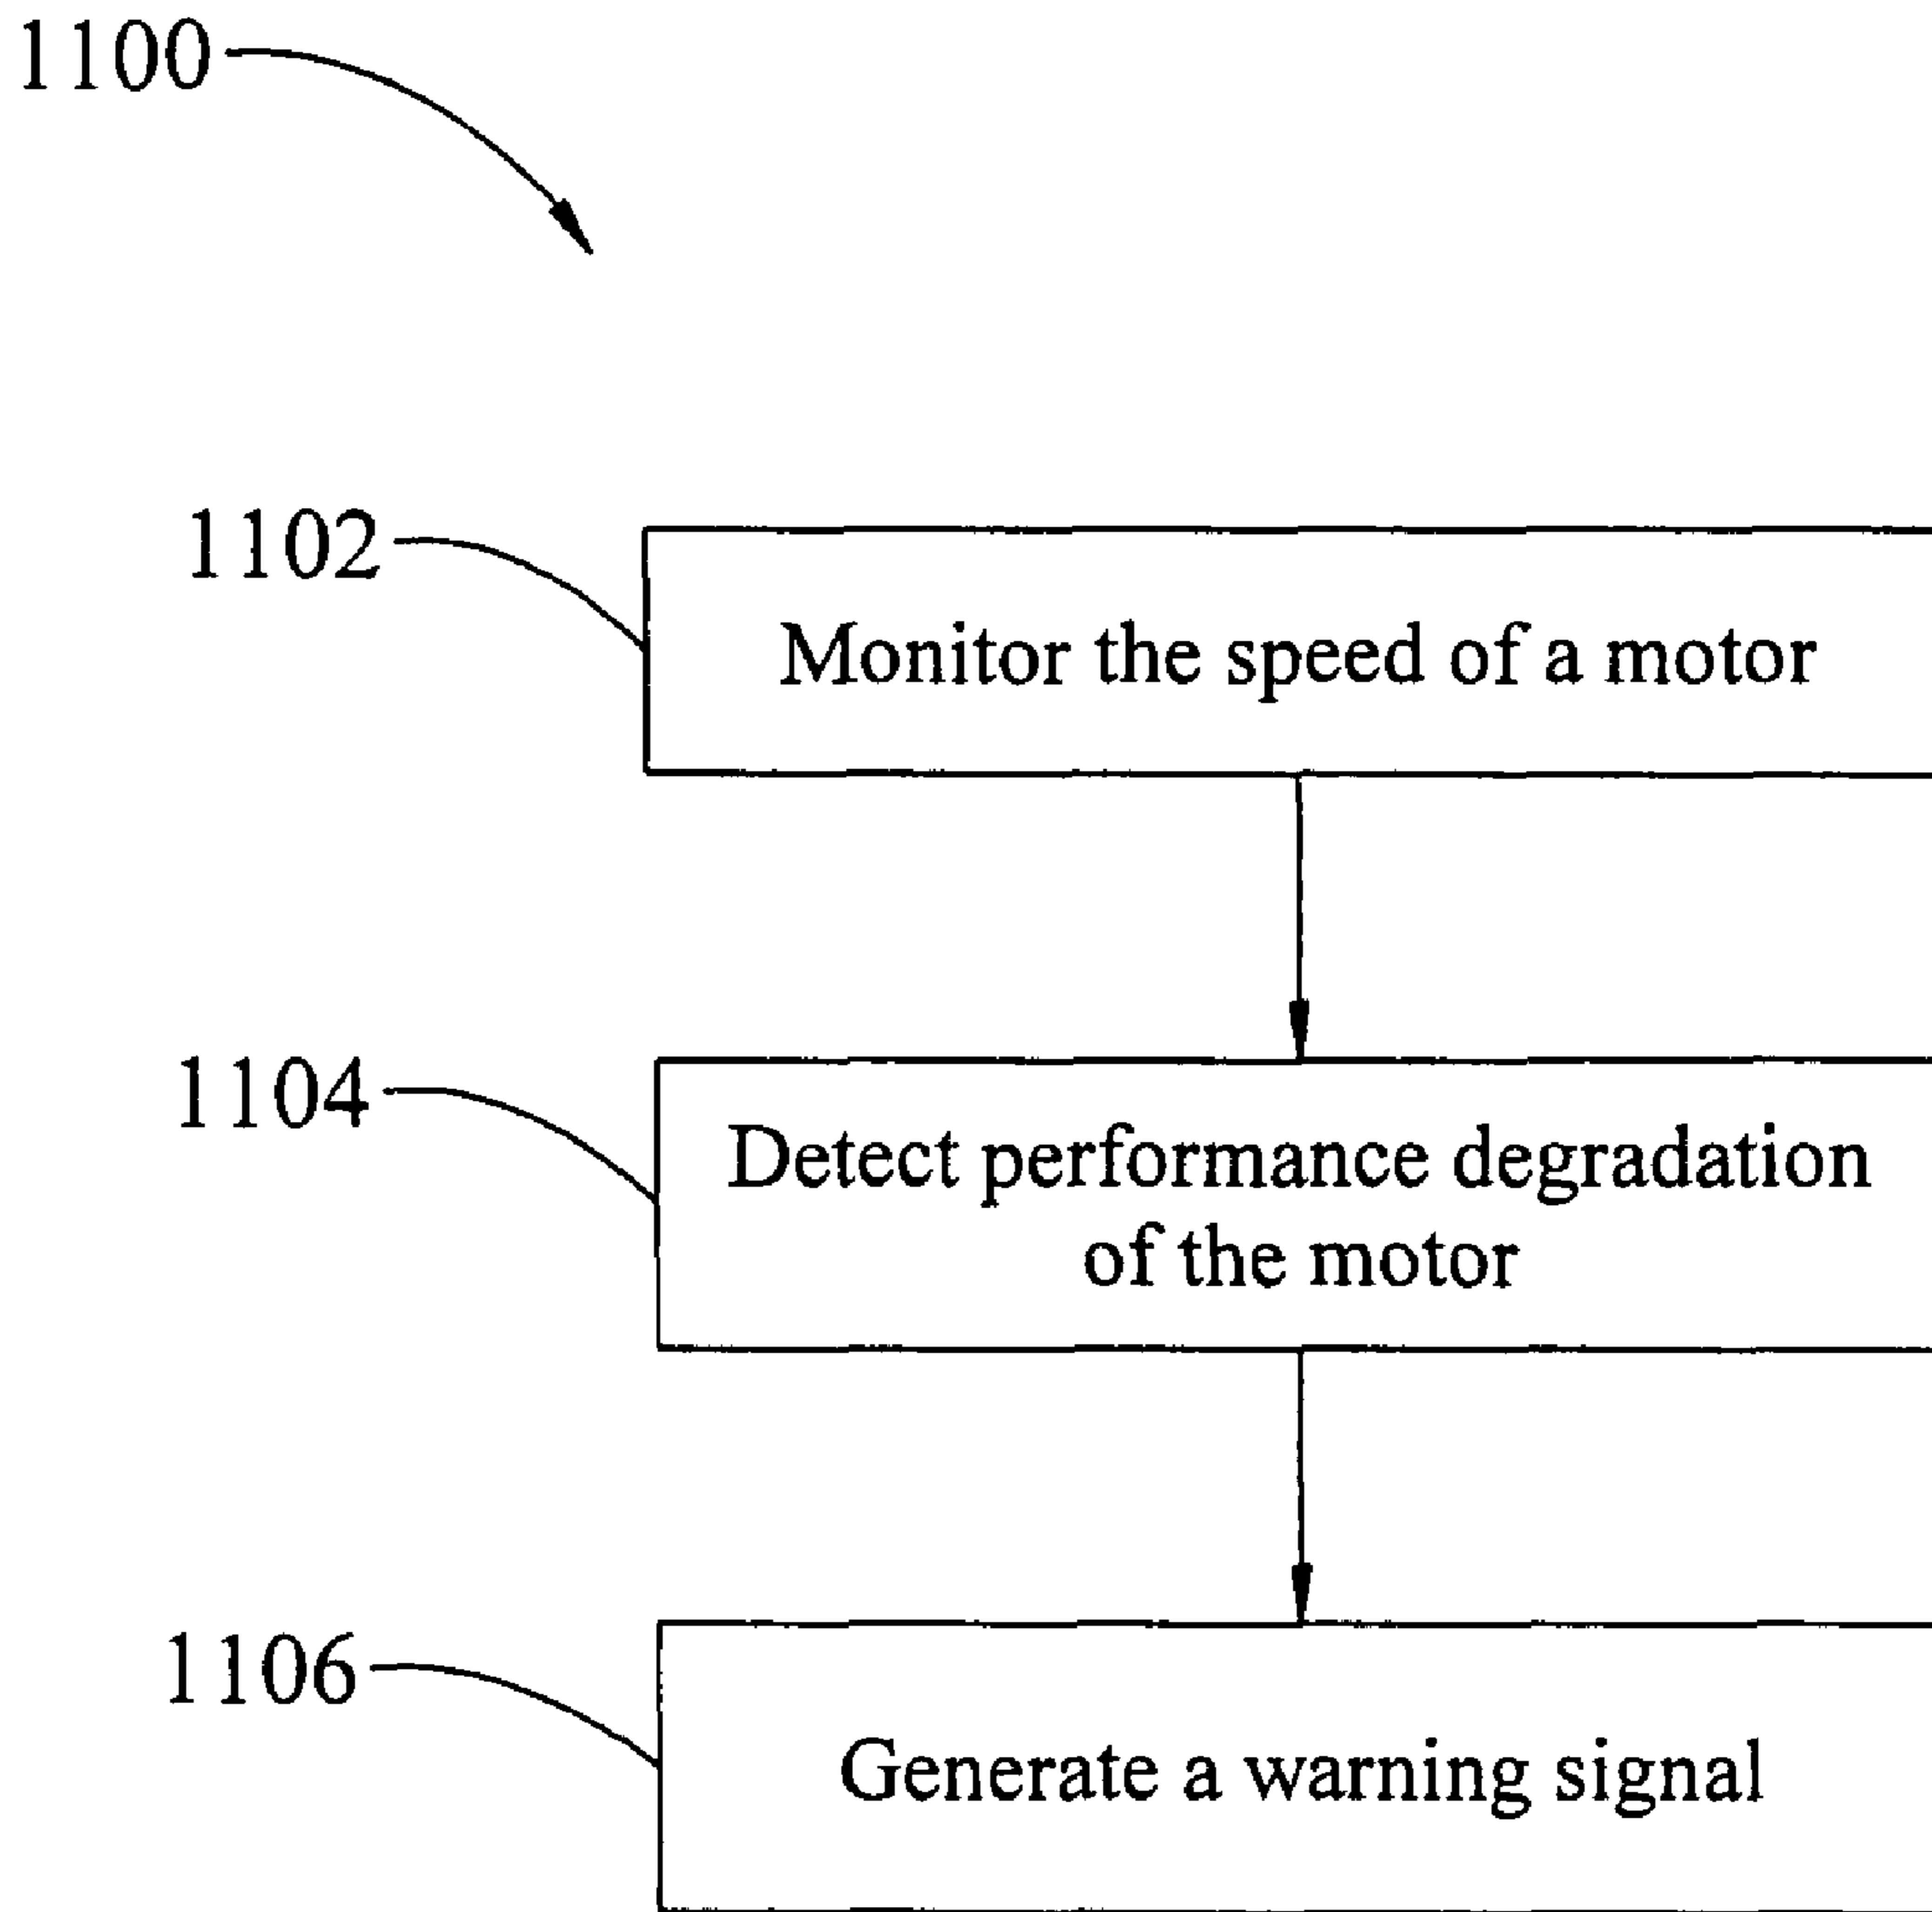 1100
1102
Monitor the speed of a motor
1104
Detect performance degradation
of the motor
1106
Generate a warning signal